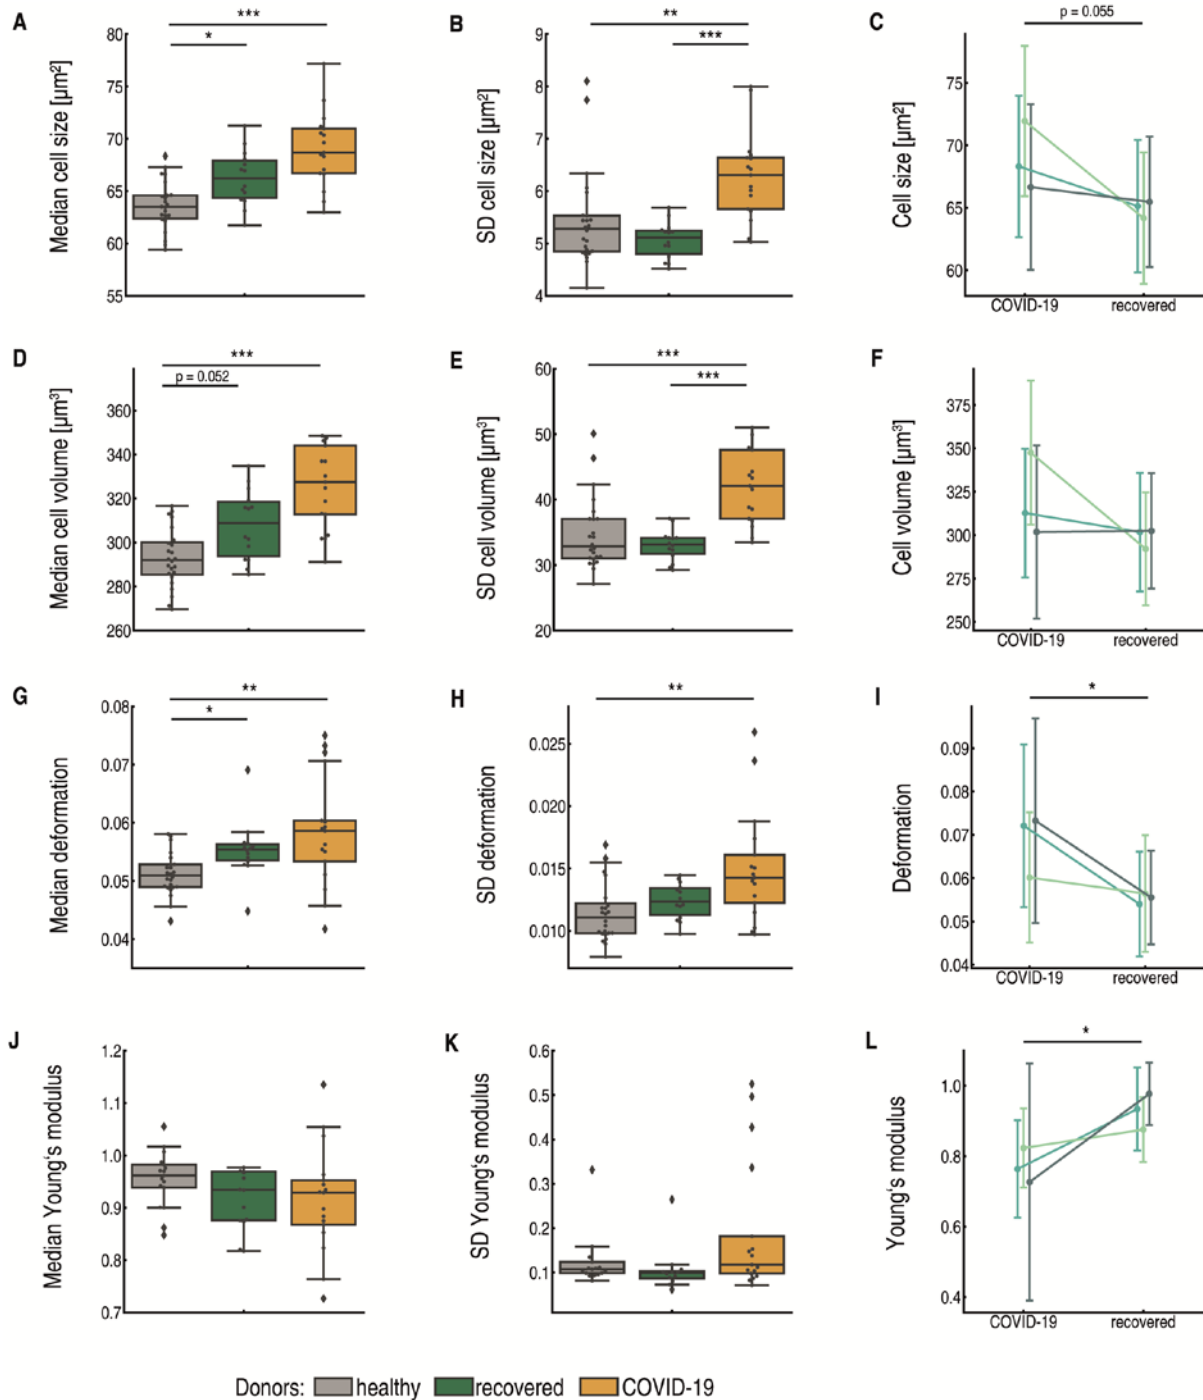 A
***
*
Median cell size [µm²]
80
75
70
65
60
55
B
**
***
SD cell size [µm²]
9
8
7
6
5
4
C
p = 0.055
Cell size [µm²]
75
70
65
60
COVID-19 recovered
D
***
p = 0.052
Median cell volume [µm³]
360
340
320
300
280
260
E
***
***
SD cell volume [µm³]
60
50
40
30
20
F
Cell volume [µm³]
375
350
325
300
275
250
COVID-19 recovered
G
**
*
Median deformation
0.08
0.07
0.06
0.05
0.04
H
**
SD deformation
0.025
0.020
0.015
0.010
I
*
Deformation
0.09
0.08
0.07
0.06
0.05
0.04
COVID-19 recovered
J
Median Young's modulus
1.2
1.1
1.0
0.9
0.8
0.7
K
SD Young's modulus
0.6
0.5
0.4
0.3
0.2
0.1
L
*
Young's modulus
1.0
0.8
0.6
0.4
COVID-19 recovered
Donors: healthy recovered COVID-19